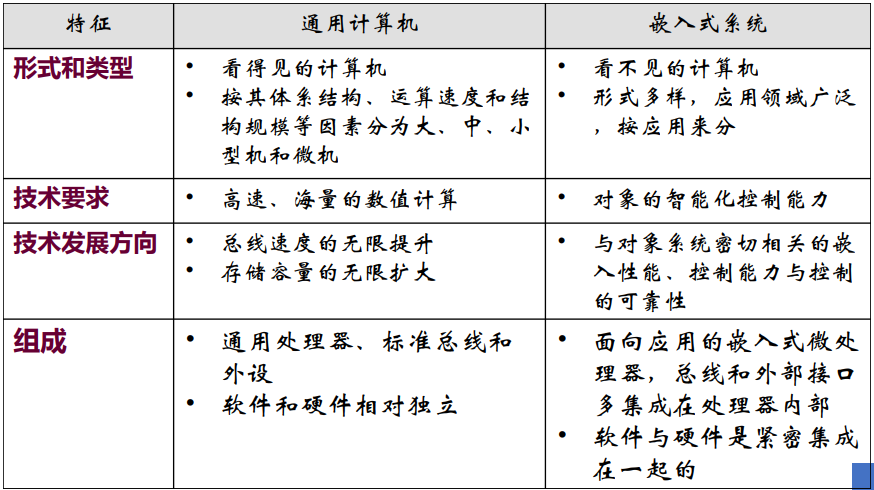 特征
通用计算机
嵌入式系统
形式和类型
• 看得见的计算机
• 按其体系结构、运算速度和结
构规模等因素分为大、中、小
型机和微机
• 看不见的计算机
• 形式多样，应用领域广泛
，按应用来分
技术要求
• 高速、海量的数值计算
• 对象的智能化控制能力
技术发展方向
• 总线速度的无限提升
• 存储容量的无限扩大
• 与对象系统密切相关的嵌
入性能、控制能力与控制
的可靠性
组成
• 通用处理器、标准总线和
外设
• 软件和硬件相对独立
• 面向应用的嵌入式微处
理器，总线和外部接口
多集成在处理器内部
• 软件与硬件是紧密集成
在一起的